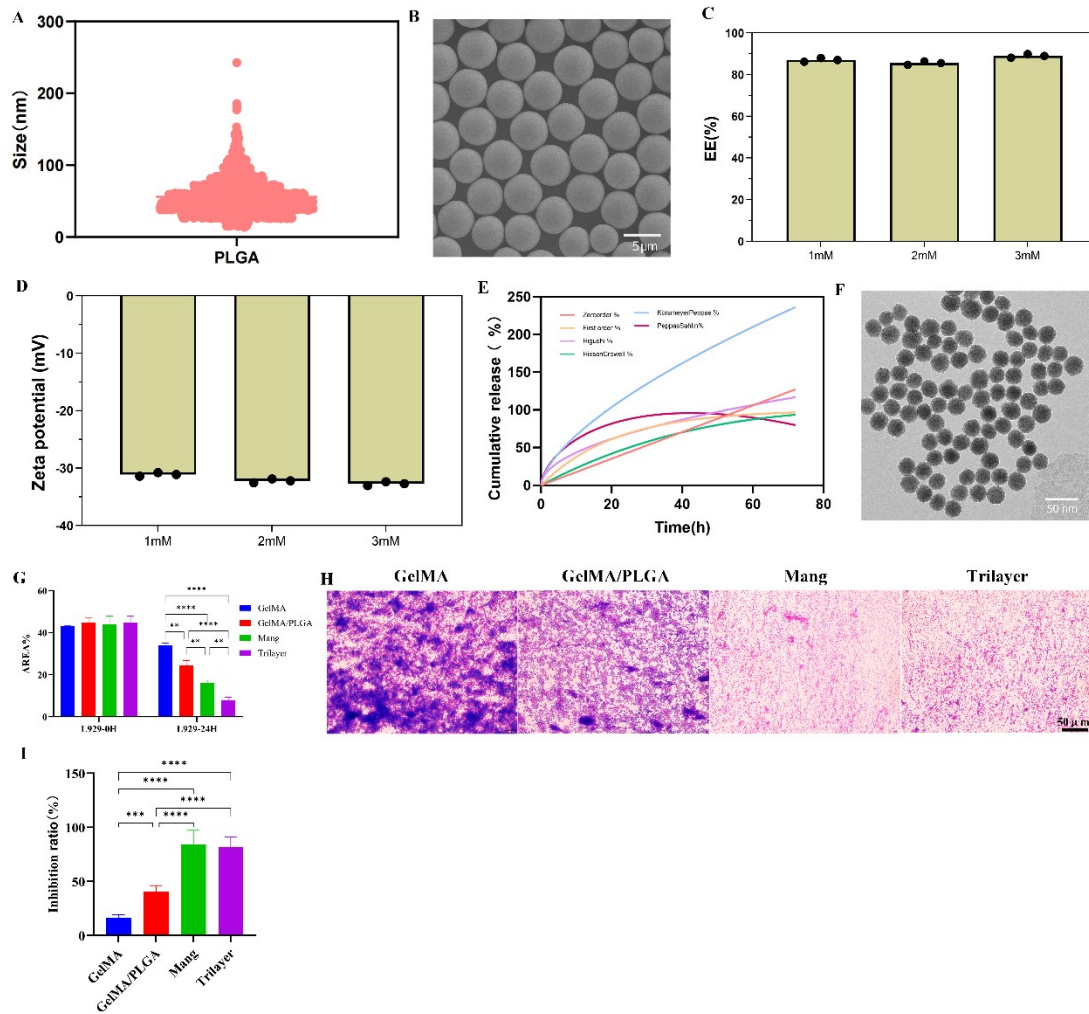 A
300
200
100
0
Size(nm)
PLGA
B
5μm
C
100
80
60
40
20
0
EE(%)
1mM
2mM
3mM
D
0
-10
-20
-30
-40
Zeta potential (mV)
1mM
2mM
3mM
E
250
200
150
100
50
0
Cumulative release (%)
Zeroorder %
First order %
Higuchi %
HixsonCrowell %
KorsmeyerPeppas %
PeppasSahlin%
0
20
40
60
80
Time(h)
F
50 nm
G
60
40
20
0
AREA%
****
****
**
****
**
**
GelMA
GelMA/PLGA
Mang
Trilayer
L929-0H
L929-24H
H
GelMA
GelMA/PLGA
Mang
Trilayer
50 μm
I
150
100
50
0
Inhibition ratio(%)
****
****
****
***
****
GelMA
GelMA/PLGA
Mang
Trilayer